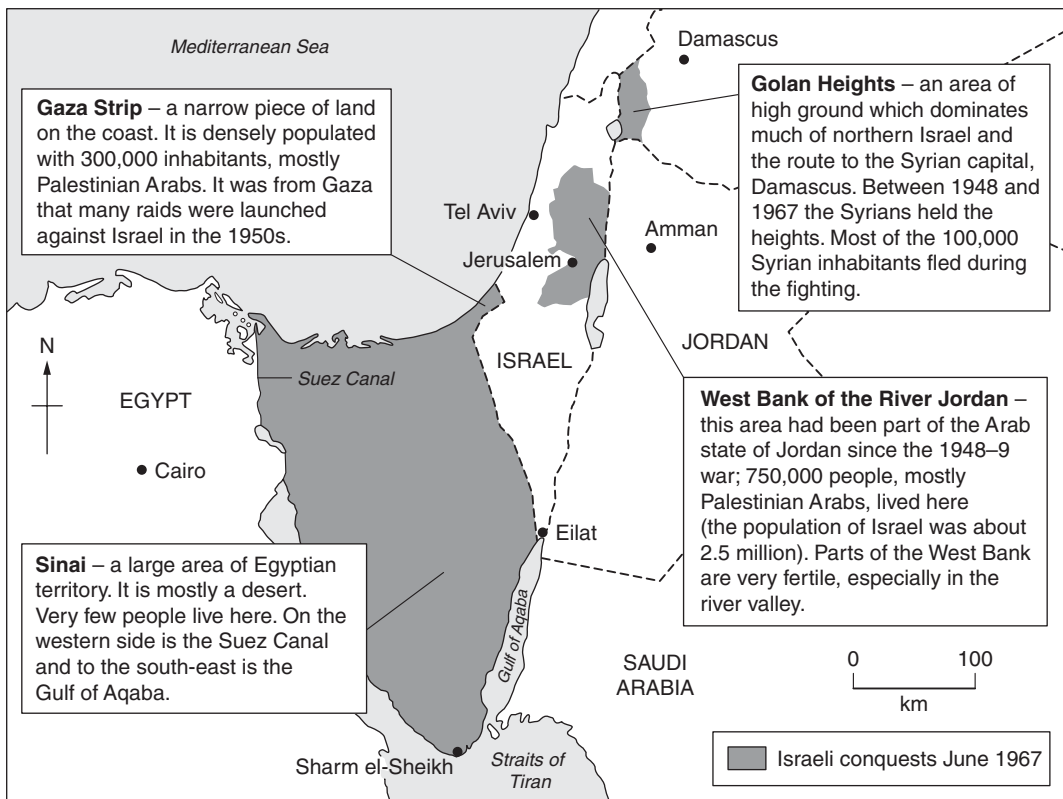 Mediterranean Sea
Damascus
Gaza Strip – a narrow piece of land
on the coast. It is densely populated
with 300,000 inhabitants, mostly
Palestinian Arabs. It was from Gaza
that many raids were launched
against Israel in the 1950s.
Golan Heights – an area of
high ground which dominates
much of northern Israel and
the route to the Syrian capital,
Damascus. Between 1948 and
1967 the Syrians held the
heights. Most of the 100,000
Syrian inhabitants fled during
the fighting.
Tel Aviv
Amman
Jerusalem
N
EGYPT
Suez Canal
ISRAEL
JORDAN
Cairo
West Bank of the River Jordan –
this area had been part of the Arab
state of Jordan since the 1948–9
war; 750,000 people, mostly
Palestinian Arabs, lived here
(the population of Israel was about
2.5 million). Parts of the West Bank
are very fertile, especially in the
river valley.
Eilat
Sinai – a large area of Egyptian
territory. It is mostly a desert.
Very few people live here. On the
western side is the Suez Canal
and to the south-east is the
Gulf of Aqaba.
Gulf of Aqaba
SAUDI
ARABIA
0 100
km
Sharm el-Sheikh
Straits of
Tiran
Israeli conquests June 1967